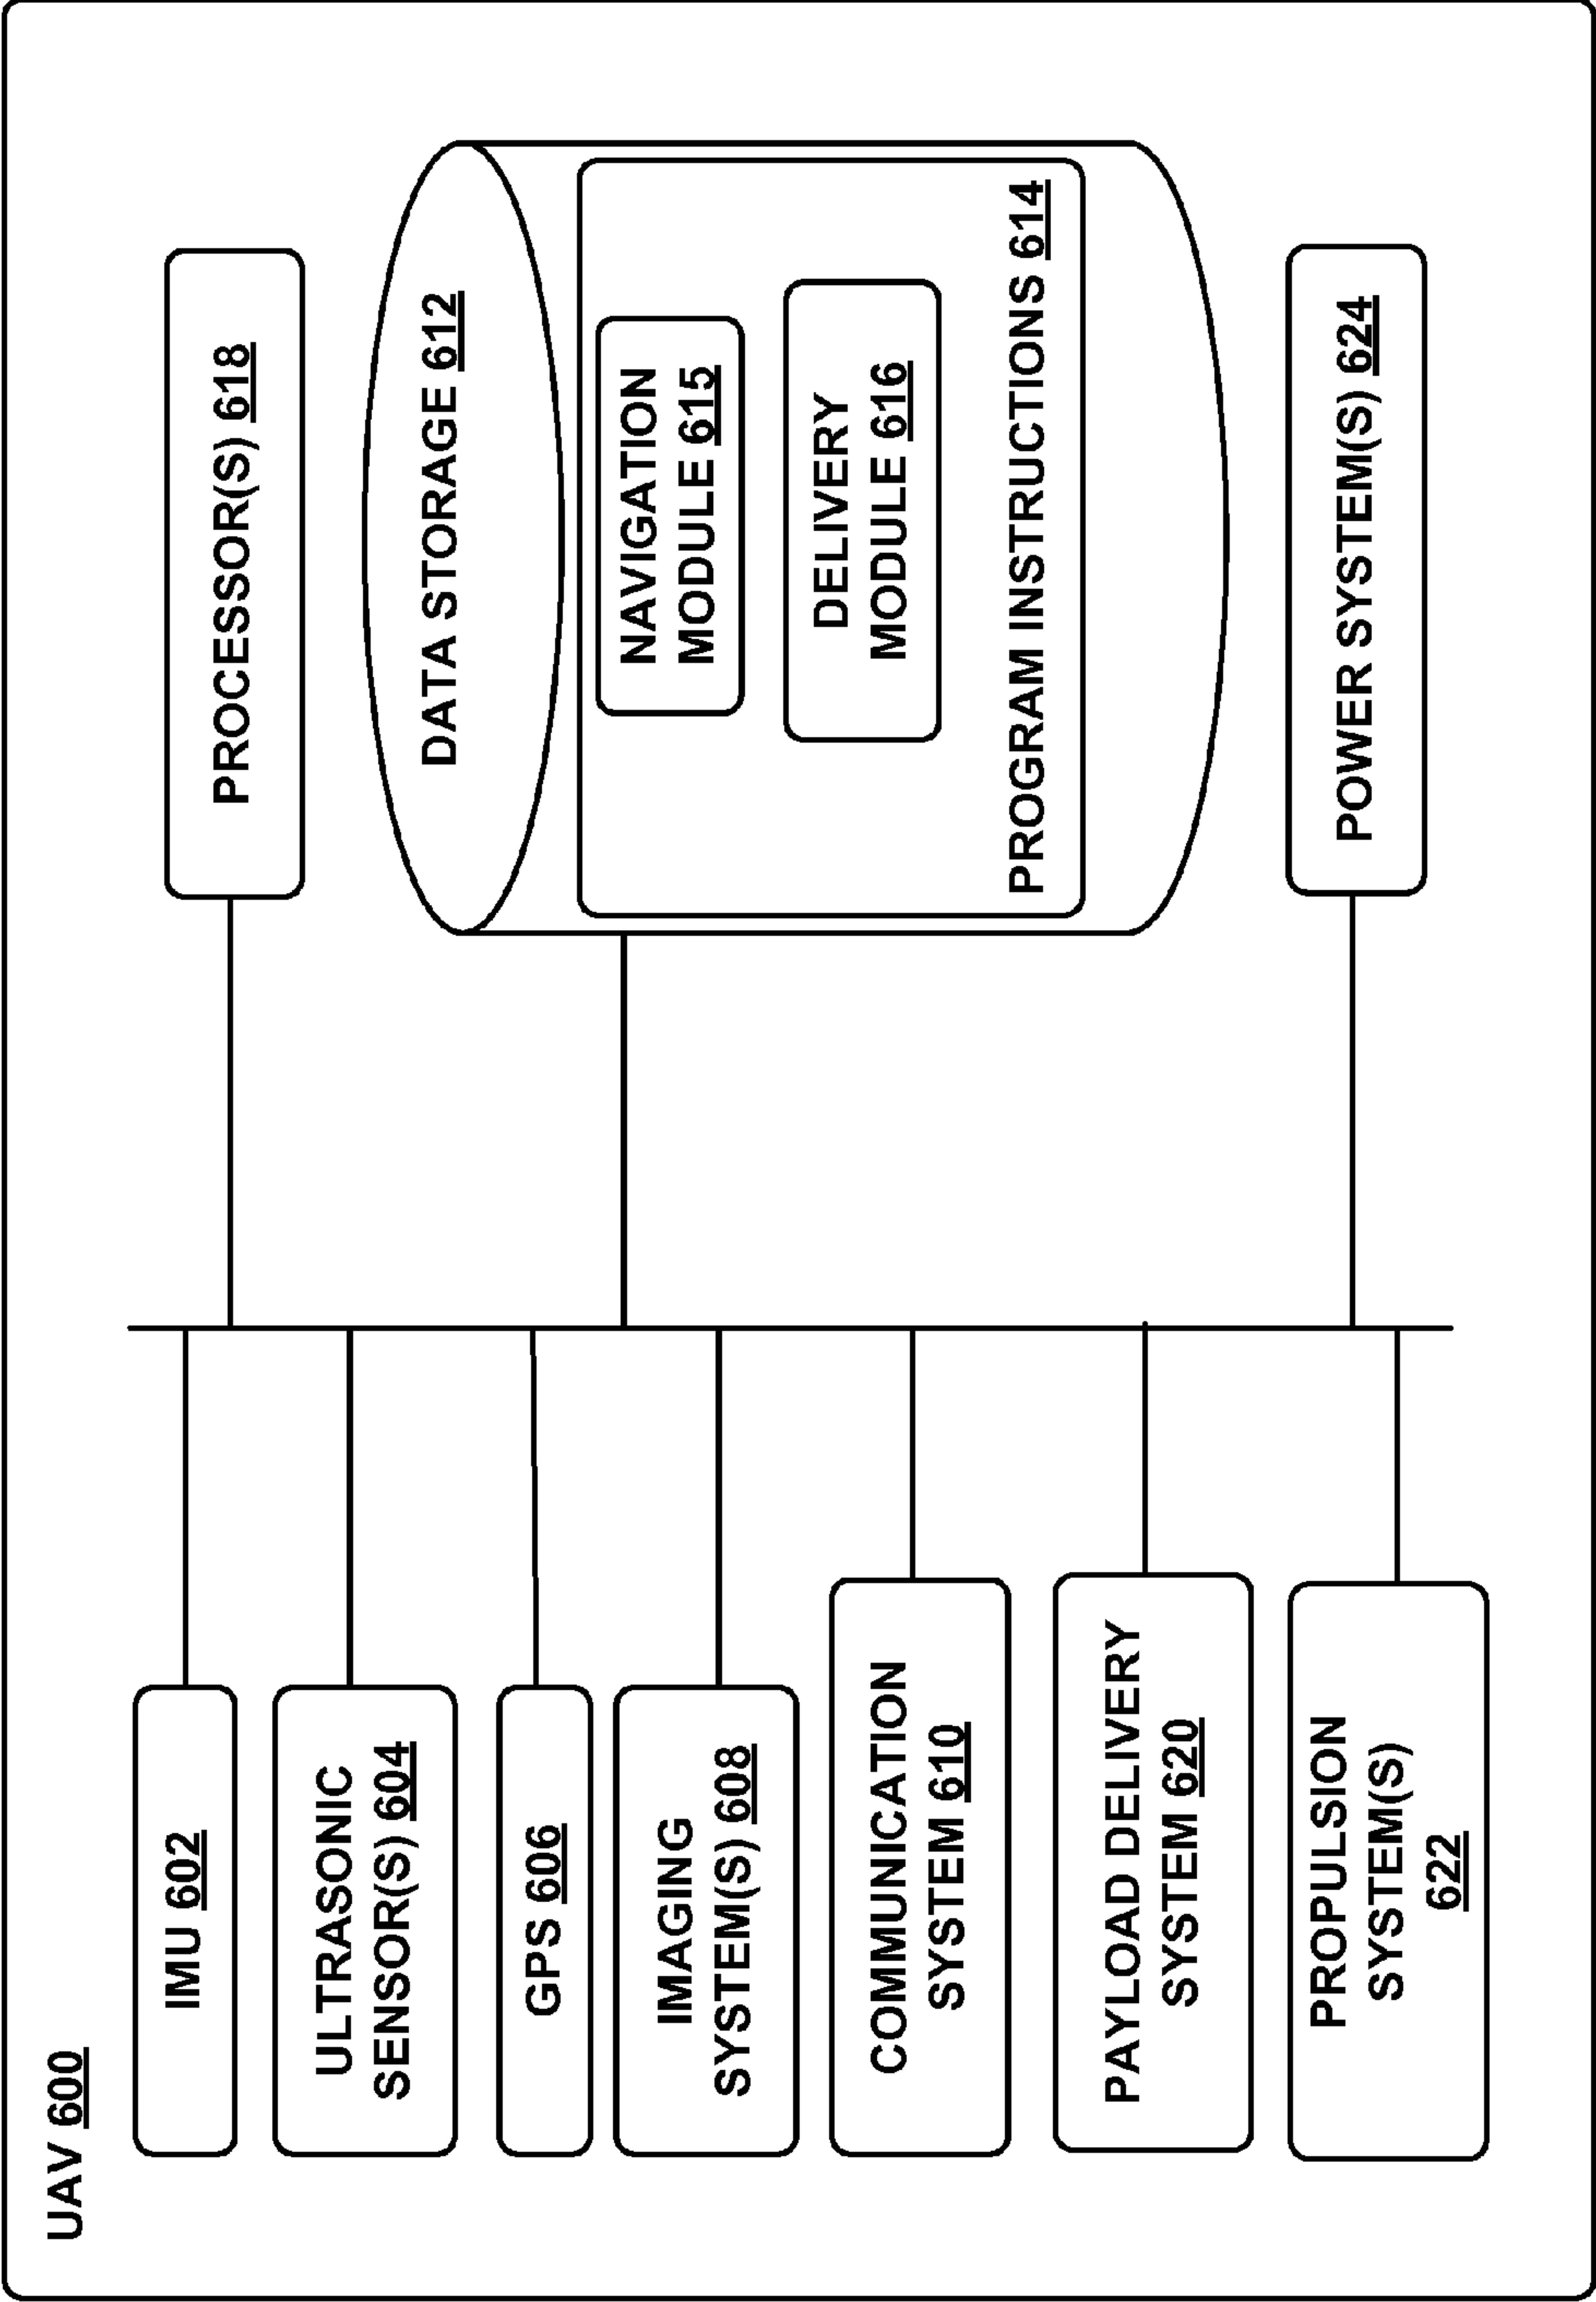 UAV 600
IMU 602
ULTRASONIC
SENSOR(S) 604
GPS 606
IMAGING
SYSTEM(S) 608
COMMUNICATION
SYSTEM 610
PAYLOAD DELIVERY
SYSTEM 620
PROPULSION
SYSTEM(S)
622
PROCESSOR(S) 618
DATA STORAGE 612
NAVIGATION
MODULE 615
DELIVERY
MODULE 616
PROGRAM INSTRUCTIONS 614
POWER SYSTEM(S) 624